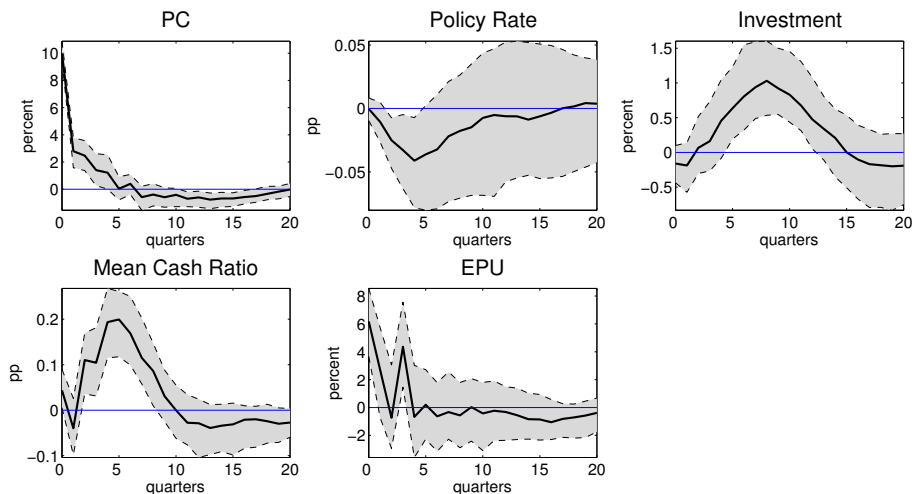 PC
percent
10
8
6
4
2
0
0 5 10 15 20
quarters
Policy Rate
pp
0.05
0
−0.05
0 5 10 15 20
quarters
Investment
percent
1.5
1
0.5
0
−0.5
0 5 10 15 20
quarters
Mean Cash Ratio
pp
0.2
0.1
0
−0.1
0 5 10 15 20
quarters
EPU
percent
8
6
4
2
0
−2
0 5 10 15 20
quarters